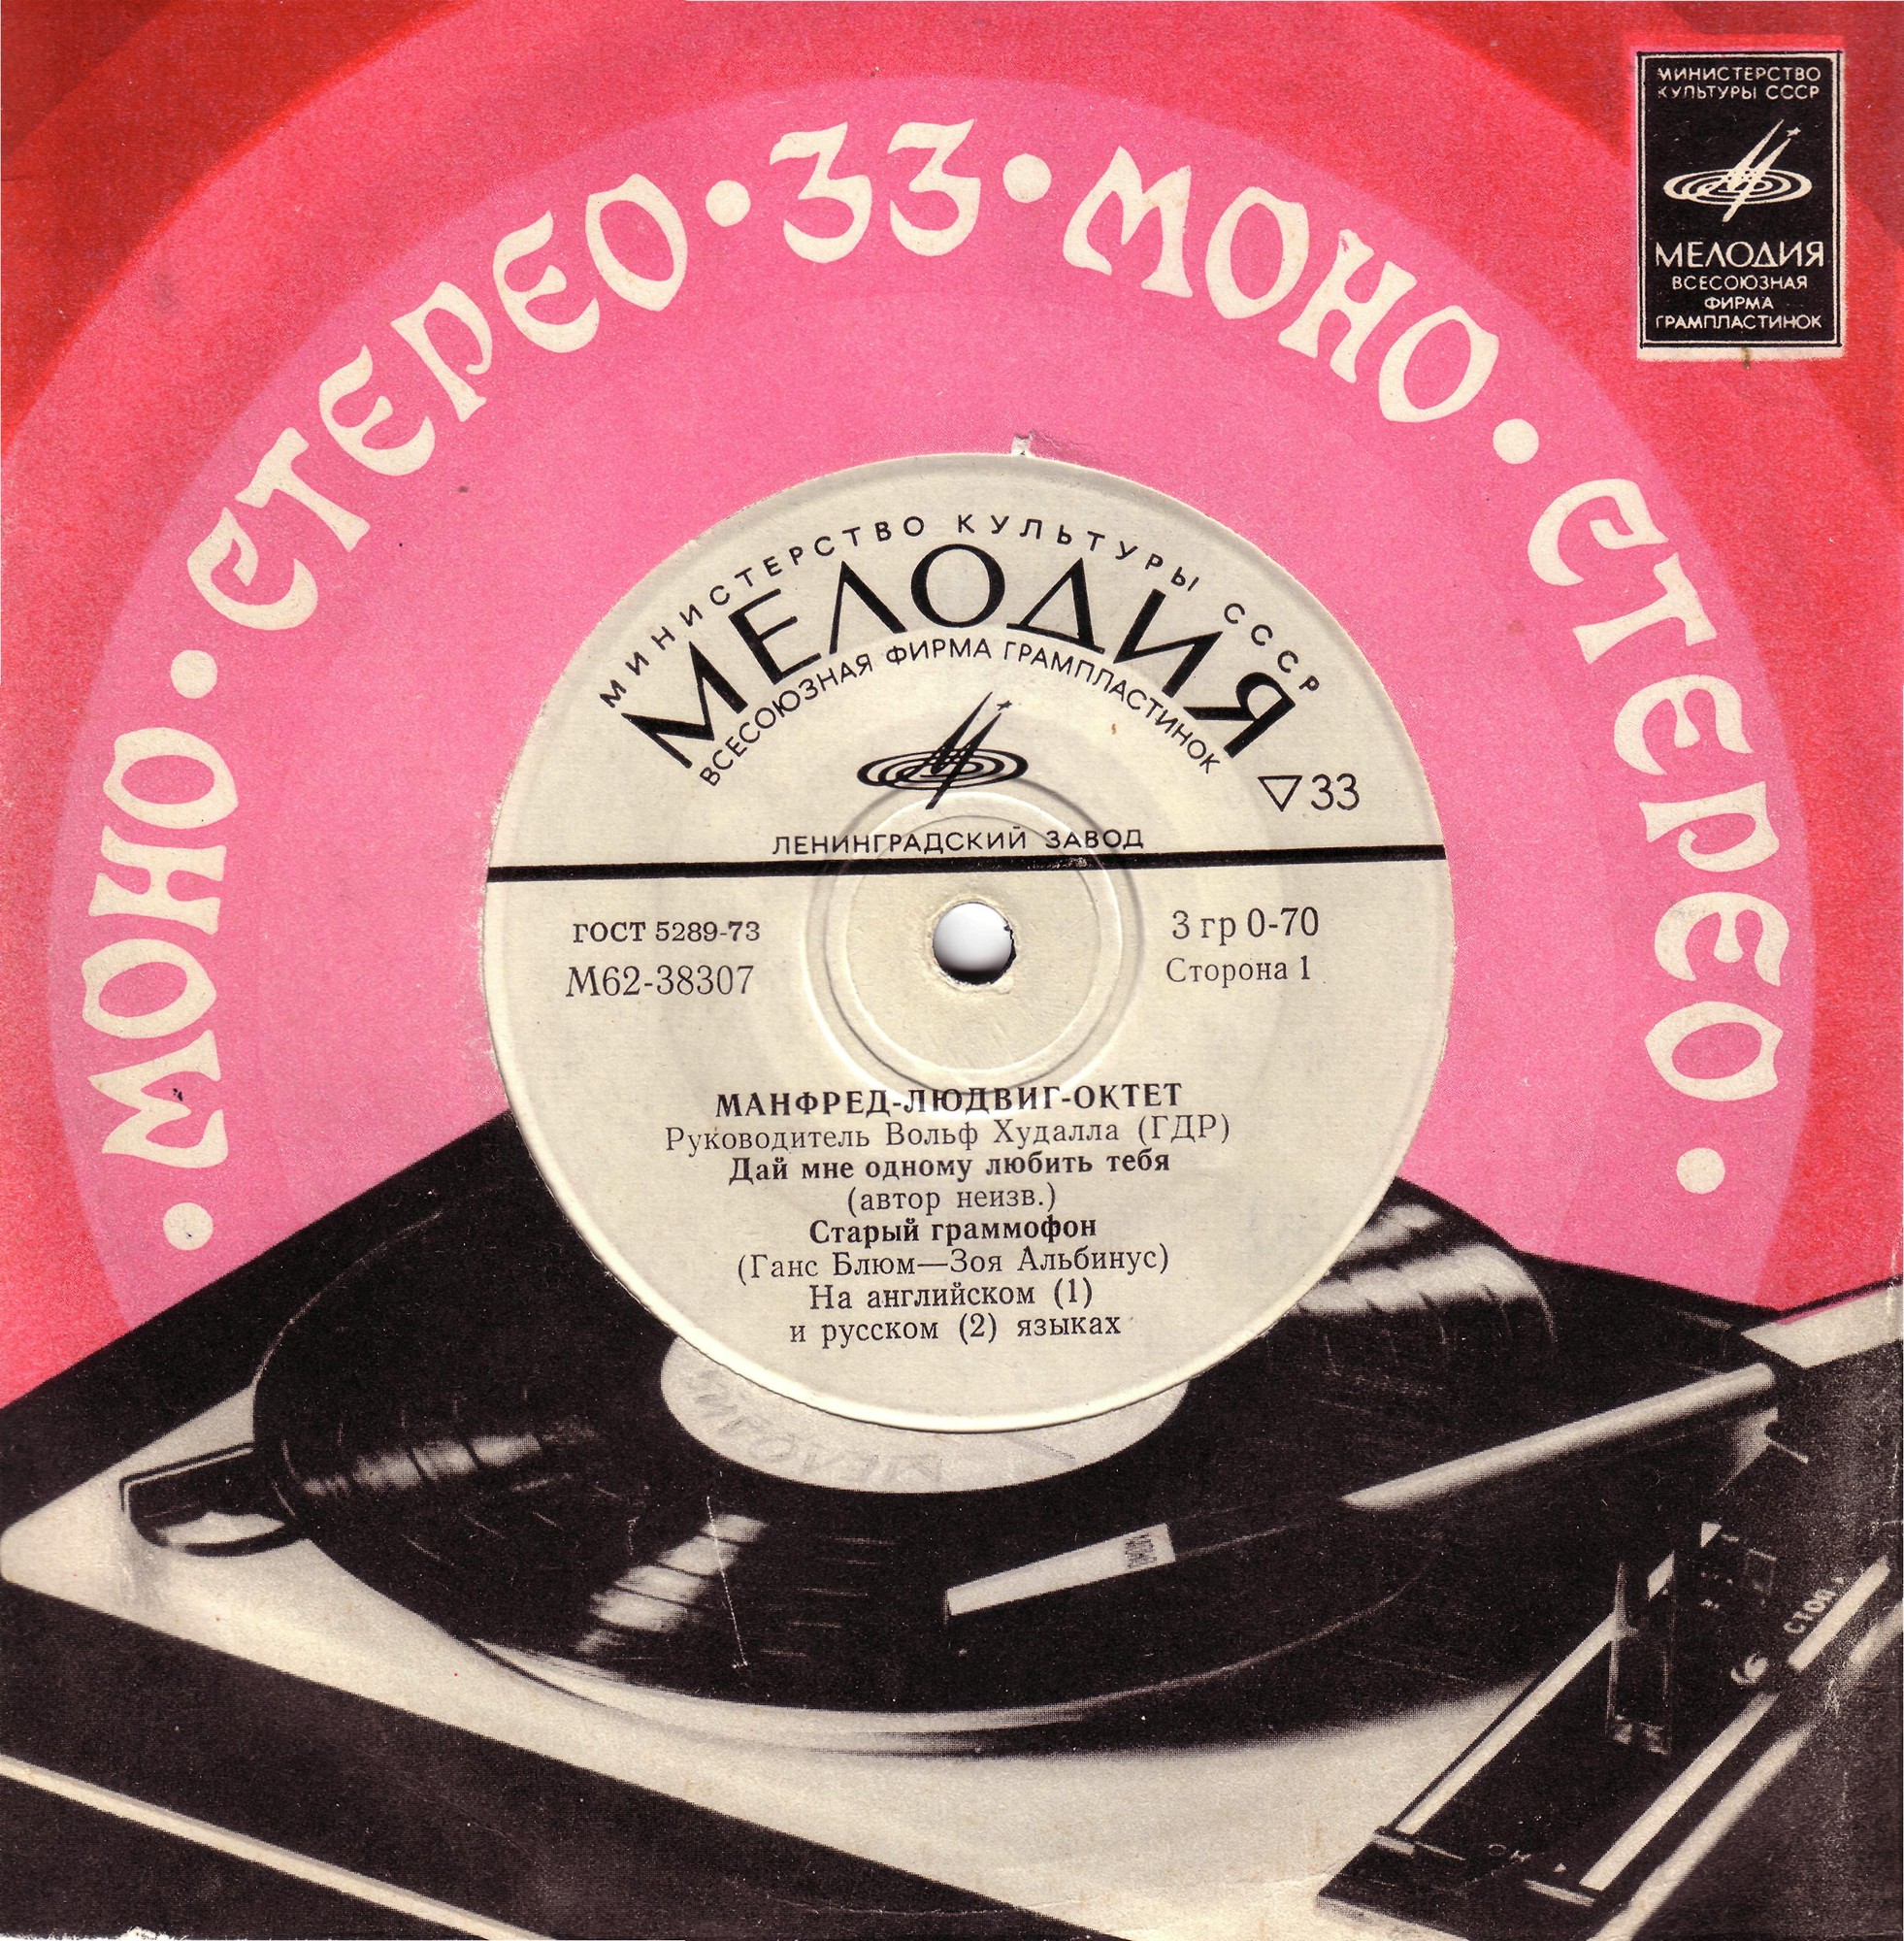 • МОНО • СТЕРЕО • 33 • МОНО • СТЕРЕО •
МИНИСТЕРСТВО
КУЛЬТУРЫ СССР
МЕЛОДИЯ
ВСЕСОЮЗНАЯ
ФИРМА
ГРАМПЛАСТИНОК
МИНИСТЕРСТВО КУЛЬТУРЫ СССР
МЕЛОДИЯ
ВСЕСОЮЗНАЯ ФИРМА ГРАМПЛАСТИНОК
▽33
ЛЕНИНГРАДСКИЙ ЗАВОД
ГОСТ 5289-73
М62-38307
3 гр 0-70
Сторона 1
МАНФРЕД-ЛЮДВИГ-ОКТЕТ
Руководитель Вольф Худалла (ГДР)
Дай мне одному любить тебя
(автор неизв.)
Старый граммофон
(Ганс Блюм—Зоя Альбинус)
На английском (1)
и русском (2) языках
СТОП